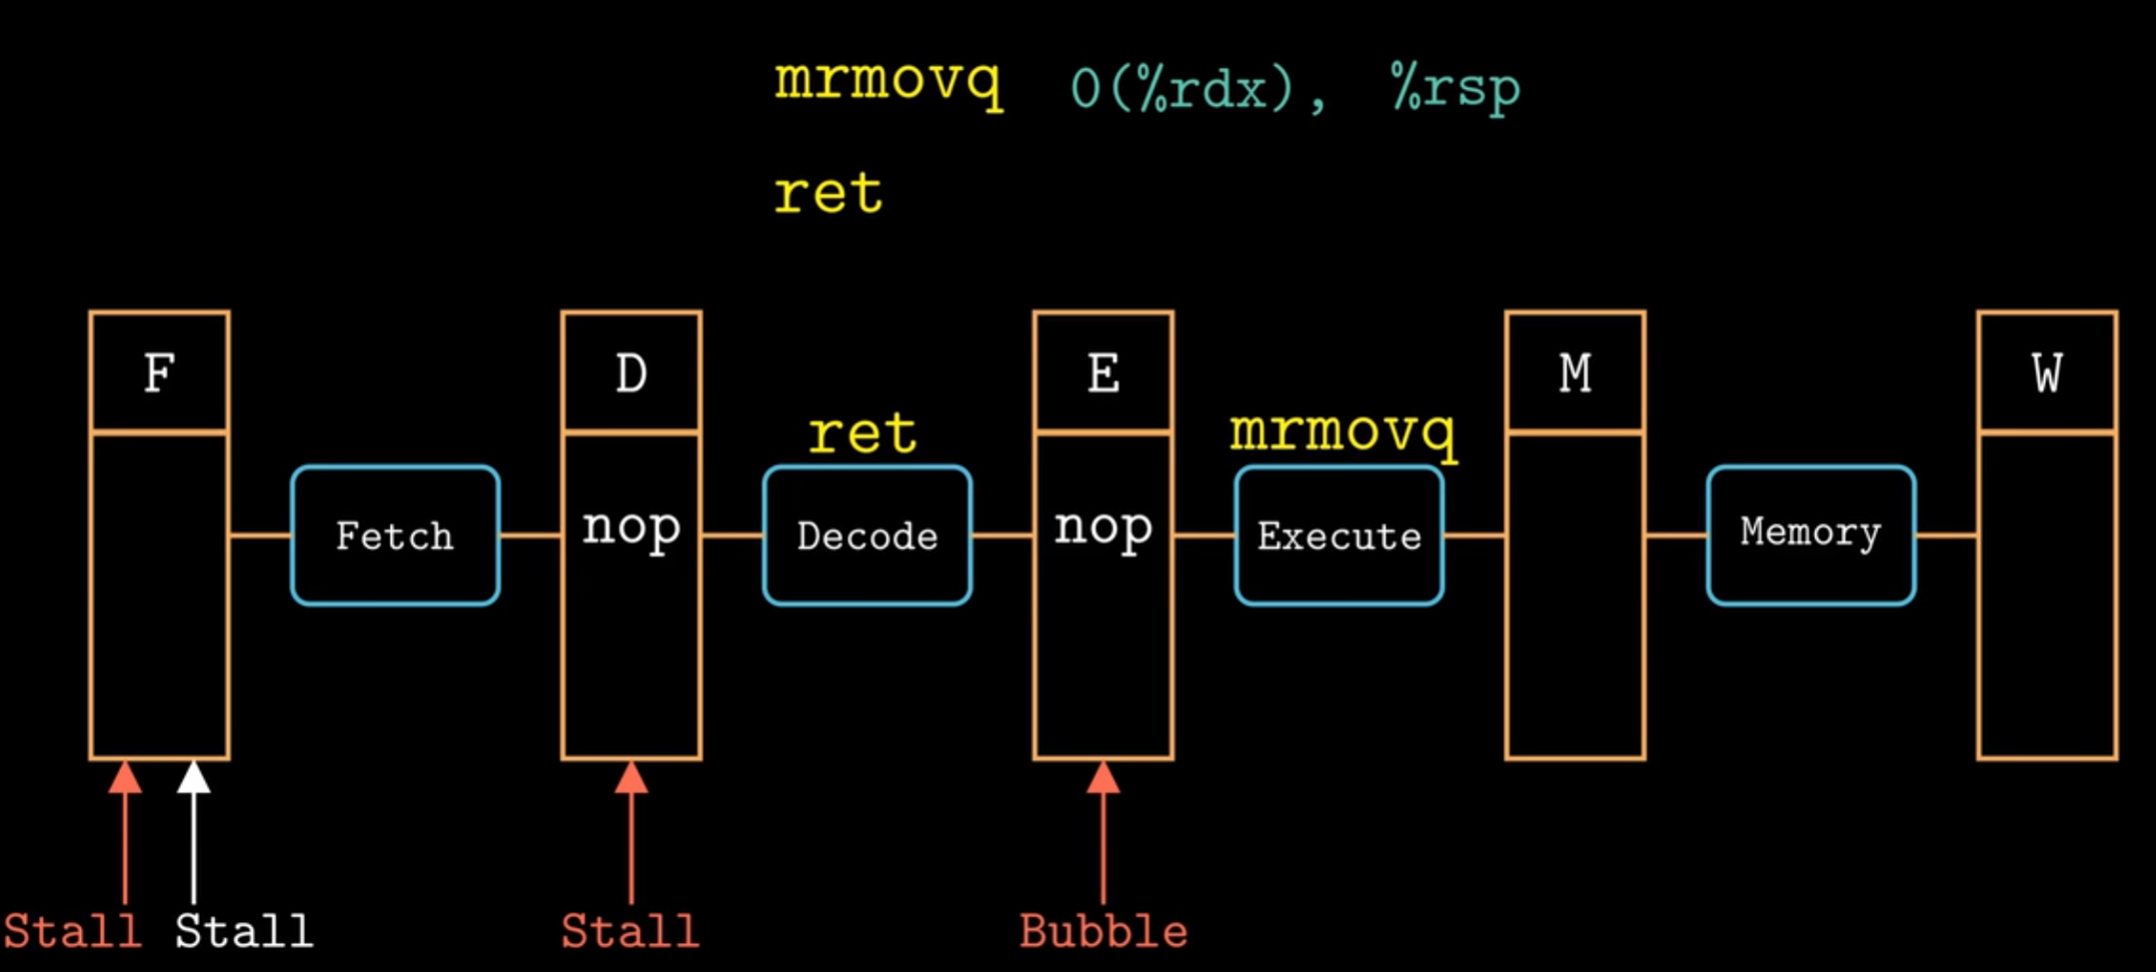 mrmovq 0(%rdx), %rsp
ret
F D E M W
ret mrmovq
Fetch nop Decode nop Execute Memory
Stall Stall Stall Bubble